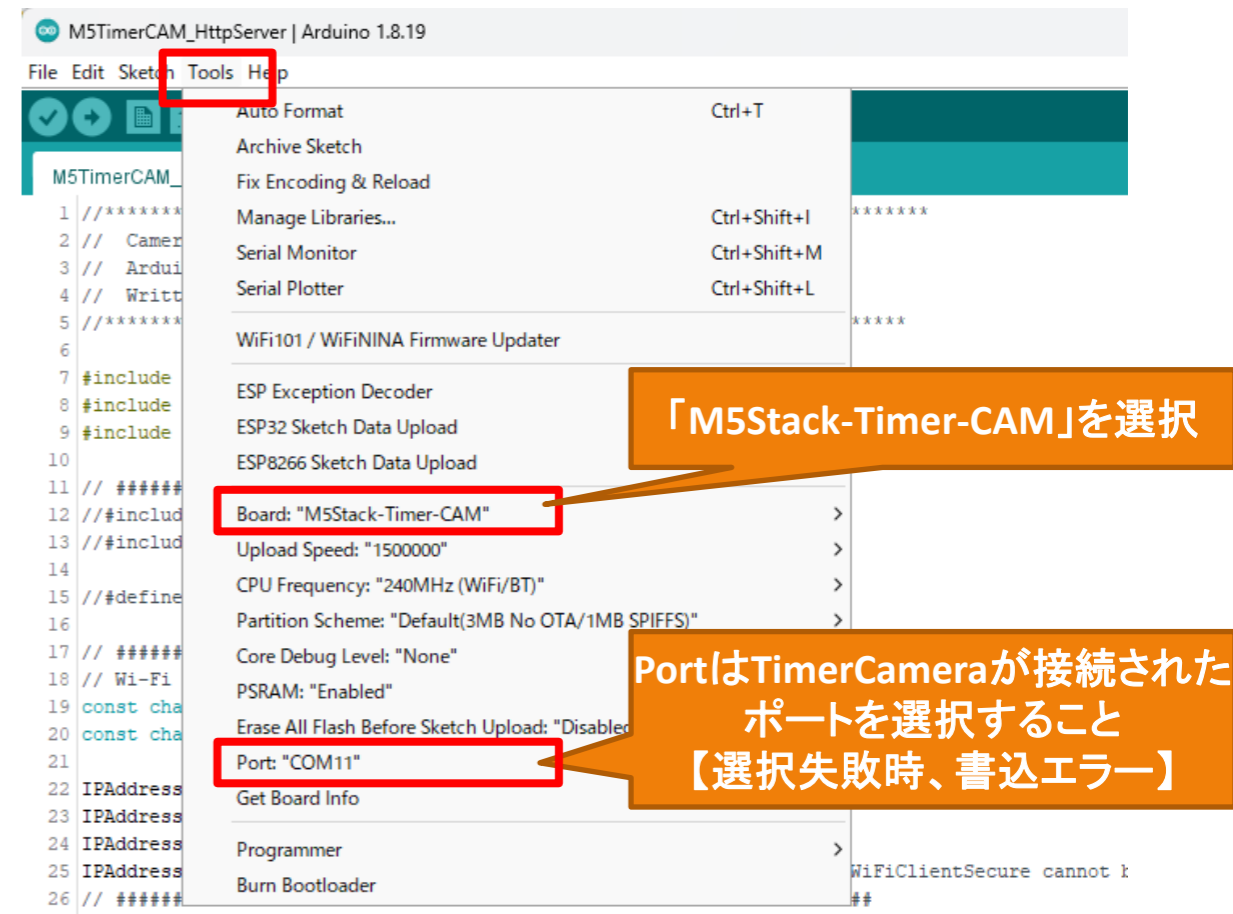 M5TimerCAM_HttpServer | Arduino 1.8.19
File Edit Sketch Tools Help
Auto Format Ctrl+T
Archive Sketch
M5TimerCAM_
Fix Encoding & Reload
1 //*******
Manage Libraries... Ctrl+Shift+I
*******
2 // Camer
Serial Monitor Ctrl+Shift+M
3 // Ardui
4 // Writt
Serial Plotter Ctrl+Shift+L
5 //*******
*****
WiFi101 / WiFiNINA Firmware Updater
6
7 #include
ESP Exception Decoder
8 #include
「M5Stack-Timer-CAM」を選択
ESP32 Sketch Data Upload
9 #include
10
ESP8266 Sketch Data Upload
11 // ######
12 //#includ
Board: "M5Stack-Timer-CAM"
13 //#includ
Upload Speed: "1500000"
14
CPU Frequency: "240MHz (WiFi/BT)"
15 //#define
16
Partition Scheme: "Default(3MB No OTA/1MB SPIFFS)"
17 // ######
Core Debug Level: "None"
18 // Wi-Fi
PSRAM: "Enabled"
19 const cha
20 const cha
Erase All Flash Before Sketch Upload: "Disabled
PortはTimerCameraが接続された
ポートを選択すること
【選択失敗時、書込エラー】
21
Port: "COM11"
22 IPAddress
Get Board Info
23 IPAddress
24 IPAddress
Programmer
25 IPAddress
WiFiClientSecure cannot b
Burn Bootloader
26 // ######
##